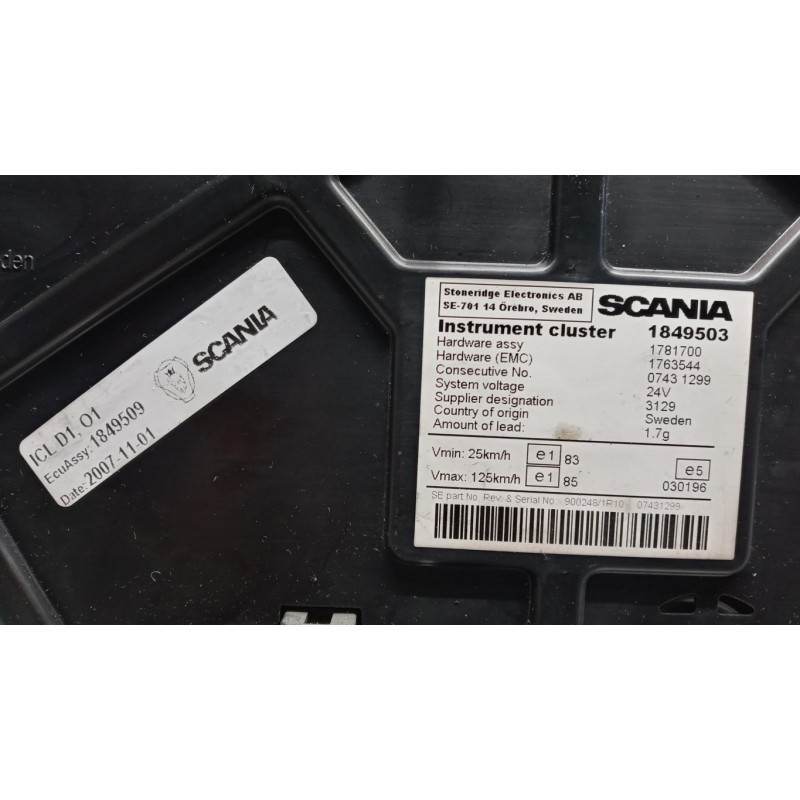 den
SCANIA
ICL D1, O1
EcuAssy: 1849509
Date: 2007-11-01
Stoneridge Electronics AB
SE-701 14 Örebro, Sweden
SCANIA
Instrument cluster 1849503
Hardware assy 1781700
Hardware (EMC) 1763544
Consecutive No. 0743 1299
System voltage 24V
Supplier designation 3129
Country of origin Sweden
Amount of lead: 1.7g
Vmin: 25km/h e1 83
Vmax: 125km/h e1 85
e5
030196
SE part No. Rev. & Serial No.: 900248/1R10 07431299